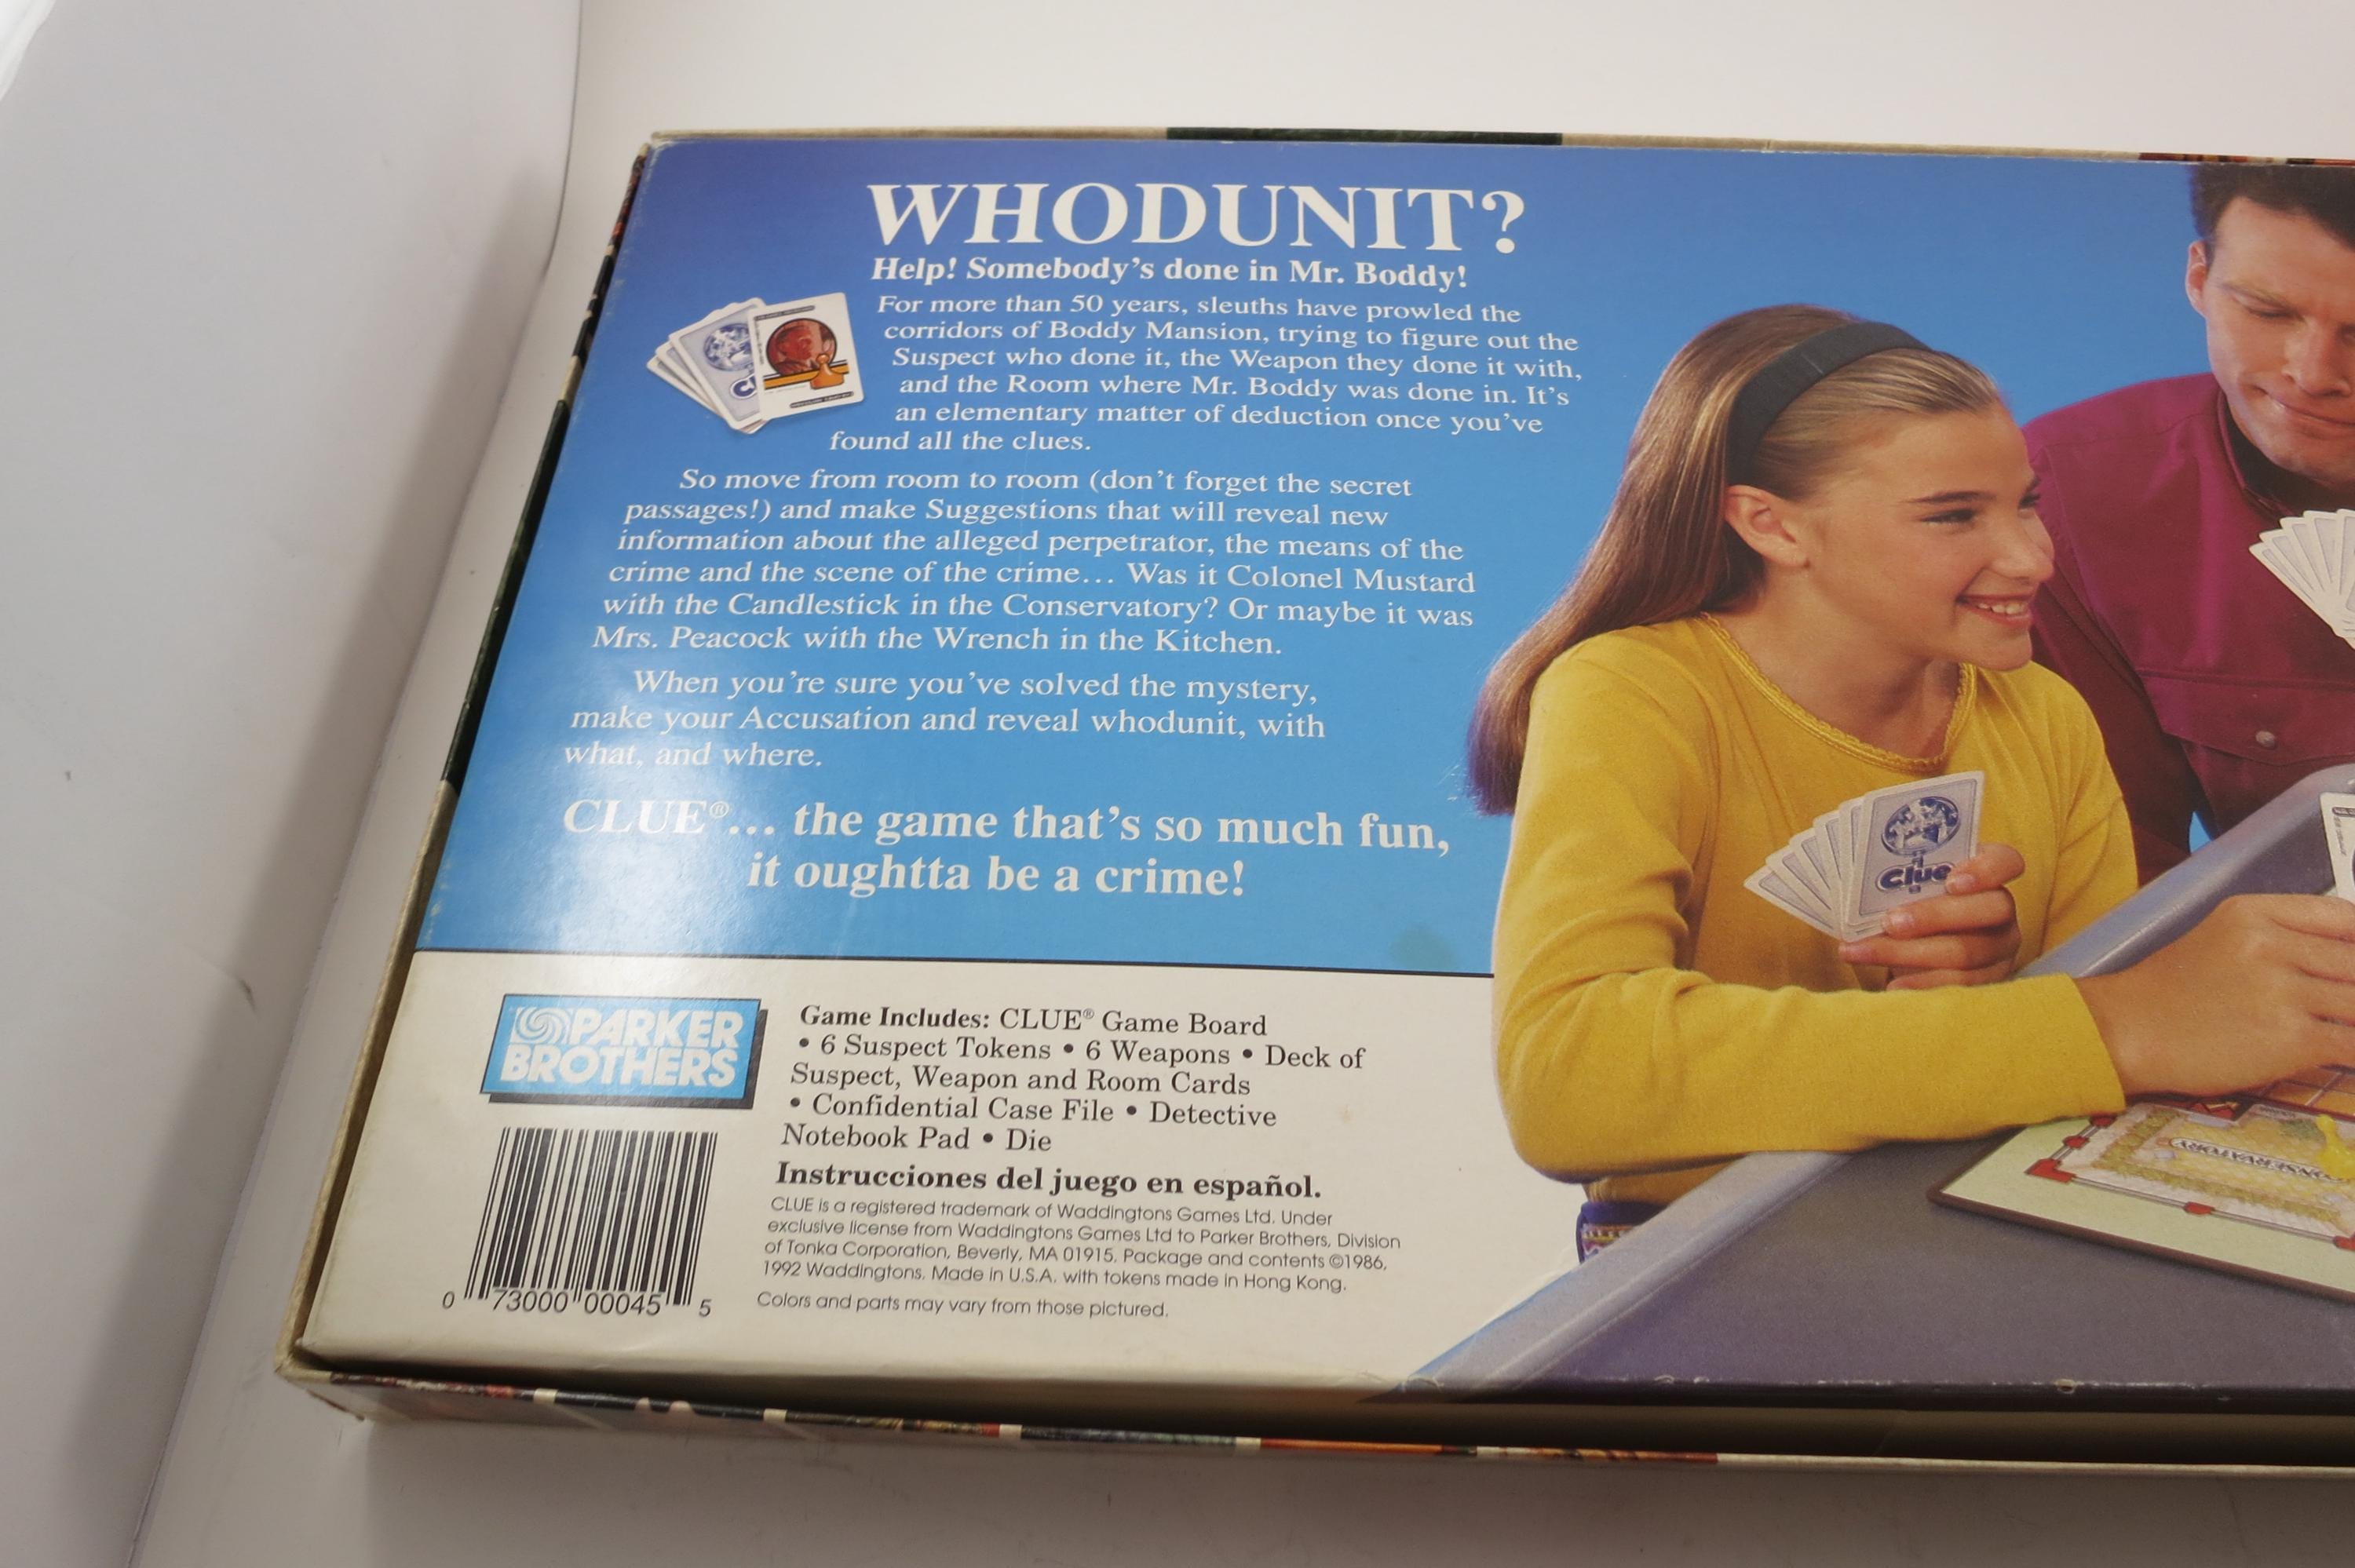 WHODUNIT?
Help! Somebody's done in Mr. Boddy!
For more than 50 years, sleuths have prowled the
corridors of Boddy Mansion, trying to figure out the
Suspect who done it, the Weapon they done it with,
and the Room where Mr. Boddy was done in. It's
an elementary matter of deduction once you've
found all the clues.
So move from room to room (don't forget the secret
passages!) and make Suggestions that will reveal new
information about the alleged perpetrator, the means of the
crime and the scene of the crime... Was it Colonel Mustard
with the Candlestick in the Conservatory? Or maybe it was
Mrs. Peacock with the Wrench in the Kitchen.
When you're sure you've solved the mystery,
make your Accusation and reveal whodunit, with
what, and where.
CLUE®... the game that's so much fun,
it oughtta be a crime!
Clue
PARKER
BROTHERS
Game Includes: CLUE® Game Board
• 6 Suspect Tokens • 6 Weapons • Deck of
Suspect, Weapon and Room Cards
• Confidential Case File • Detective
Notebook Pad • Die
Instrucciones del juego en español.
CLUE is a registered trademark of Waddingtons Games Ltd. Under
exclusive license from Waddingtons Games Ltd to Parker Brothers, Division
of Tonka Corporation, Beverly, MA 01915. Package and contents ©1986,
1992 Waddingtons. Made in U.S.A. with tokens made in Hong Kong.
Colors and parts may vary from those pictured.
0 73000 00045 5